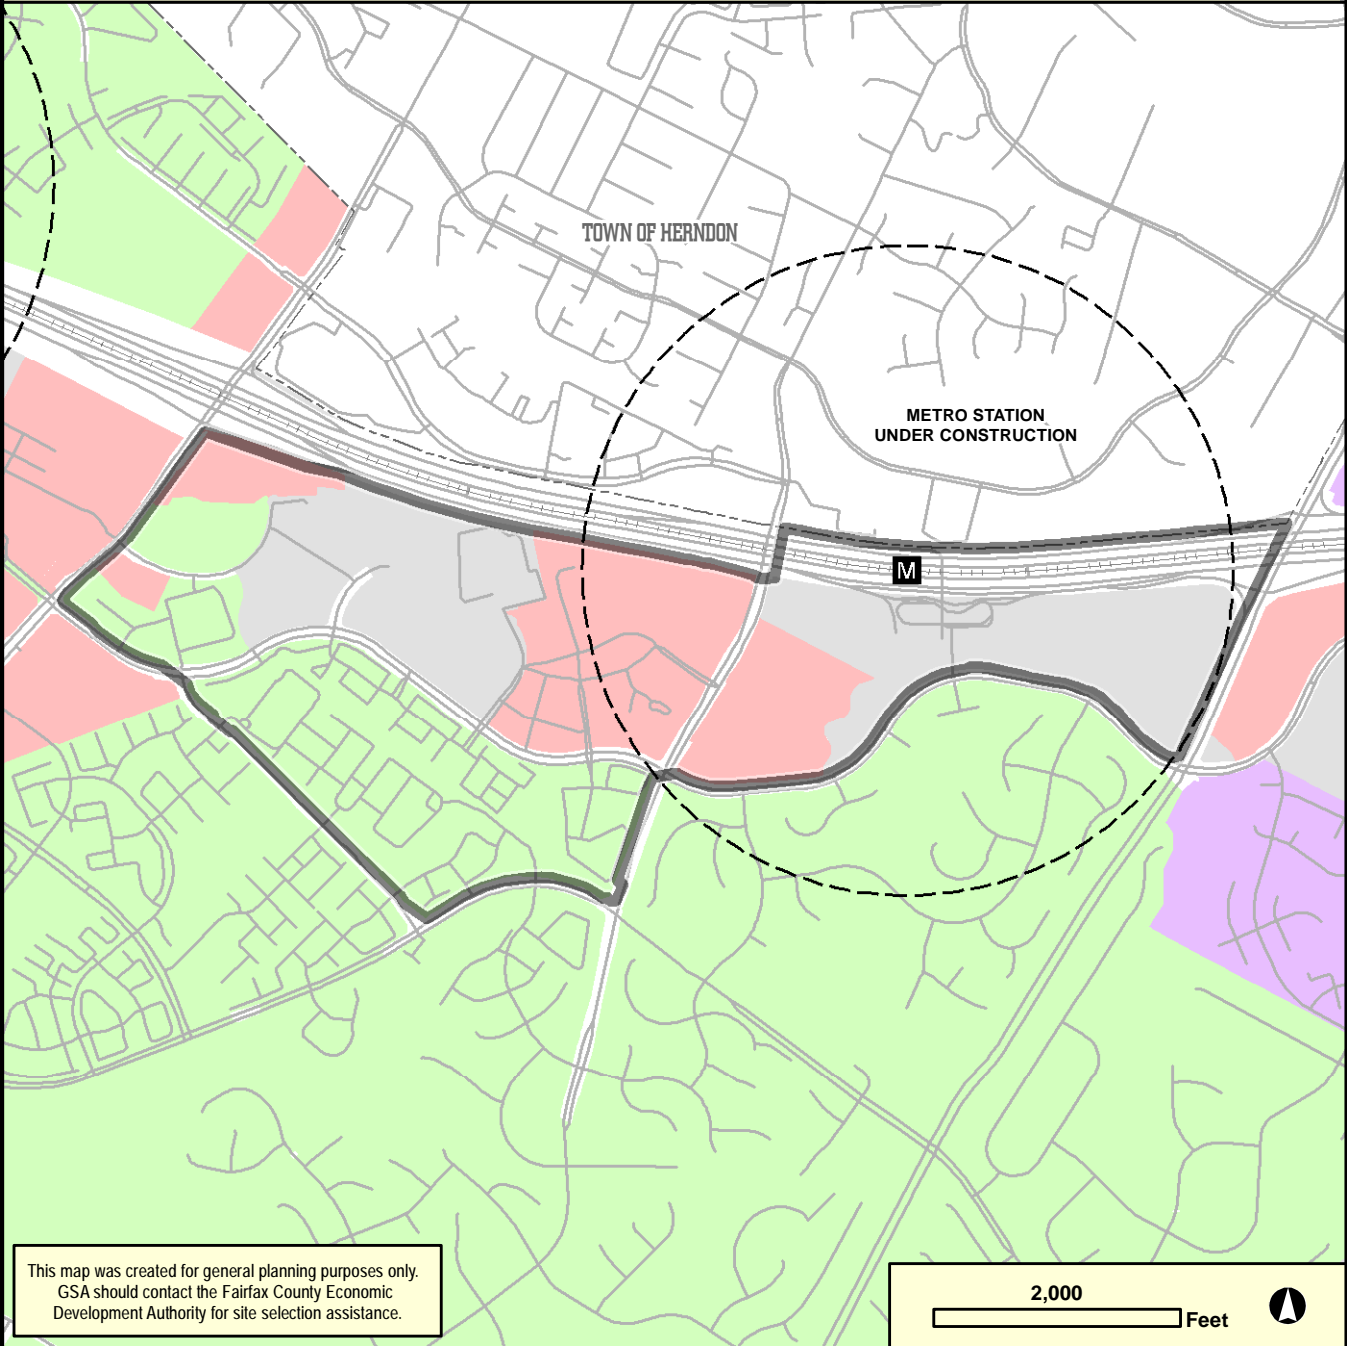 TOWN OF HERNDON
METRO STATION
UNDER CONSTRUCTION
M
This map was created for general planning purposes only.
GSA should contact the Fairfax County Economic
Development Authority for site selection assistance.
2,000
Feet